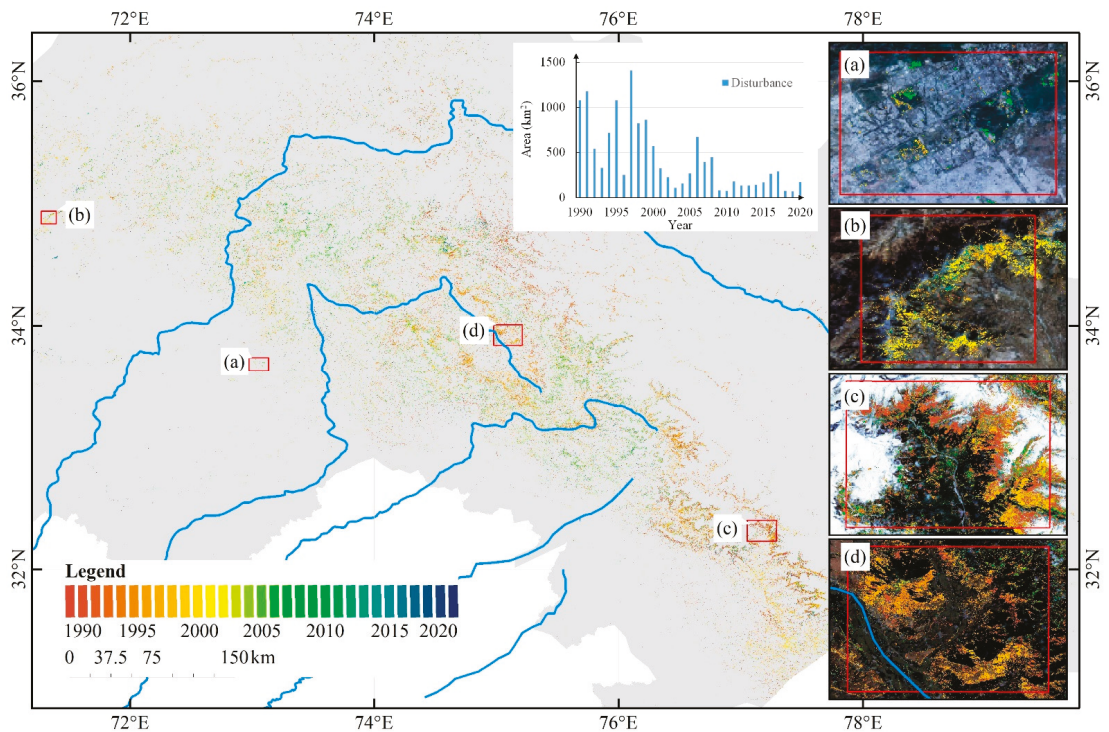 72°E
74°E
76°E
78°E
36°N
34°N
32°N
36°N
34°N
32°N
(b)
(a)
(d)
(c)
1500
1000
500
0
Area (km²)
Disturbance
1990
1995
2000
2005
2010
2015
2020
Year
(a)
(b)
(c)
(d)
Legend
1990
1995
2000
2005
2010
2015
2020
0
37.5
75
150 km
72°E
74°E
76°E
78°E